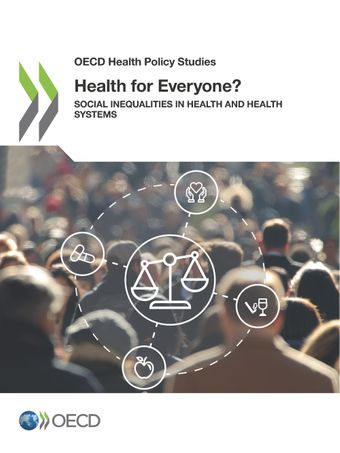 OECD Health Policy Studies
Health for Everyone?
SOCIAL INEQUALITIES IN HEALTH AND HEALTH
SYSTEMS
OECD